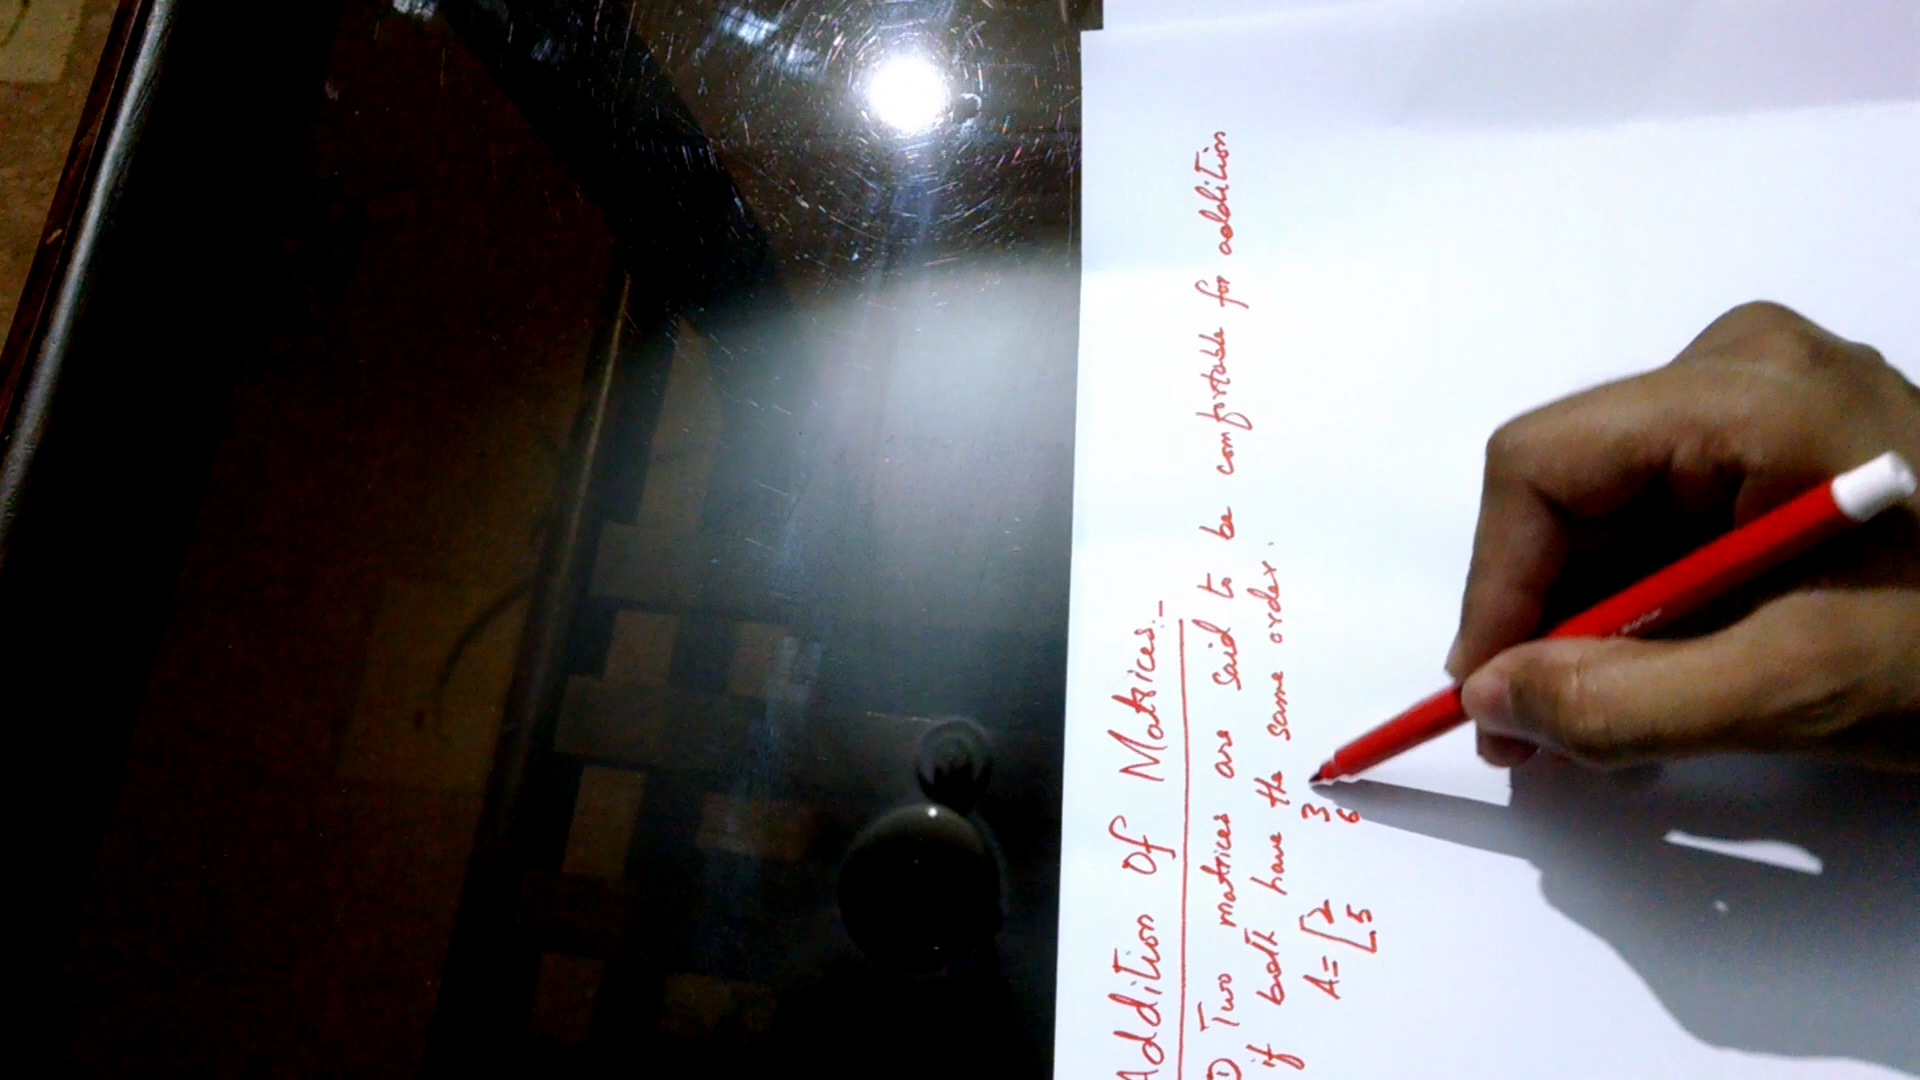 Addition Of Matrices:-
① Two matrices are said to be comfortable for addition
if both have the same order.
A= [2 3
5 6